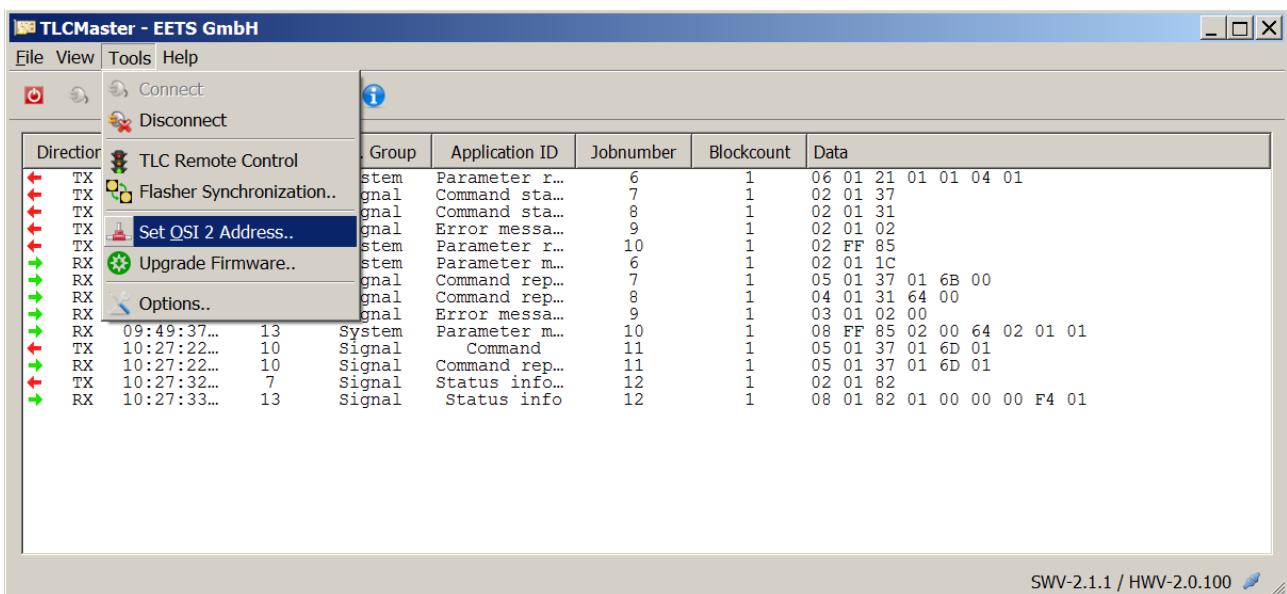 TLCMaster - EETS GmbH
File View Tools Help
Connect
Disconnect
TLC Remote Control
Flasher Synchronization..
Set OSI 2 Address..
Upgrade Firmware..
Options..
Direction . Group Application ID Jobnumber Blockcount Data
TX stem Parameter r... 6 1 06 01 21 01 01 04 01
TX gnal Command sta... 7 1 02 01 37
TX gnal Command sta... 8 1 02 01 31
TX gnal Error messa... 9 1 02 01 02
TX stem Parameter r... 10 1 02 FF 85
RX stem Parameter m... 6 1 02 01 1C
RX gnal Command rep... 7 1 05 01 37 01 6B 00
RX gnal Command rep... 8 1 04 01 31 64 00
RX gnal Error messa... 9 1 03 01 02 00
RX 09:49:37... 13 System Parameter m... 10 1 08 FF 85 02 00 64 02 01 01
TX 10:27:22... 10 Signal Command 11 1 05 01 37 01 6D 01
RX 10:27:22... 10 Signal Command rep... 11 1 05 01 37 01 6D 01
TX 10:27:32... 7 Signal Status info... 12 1 02 01 82
RX 10:27:33... 13 Signal Status info 12 1 08 01 82 01 00 00 00 F4 01
SWV-2.1.1 / HWV-2.0.100